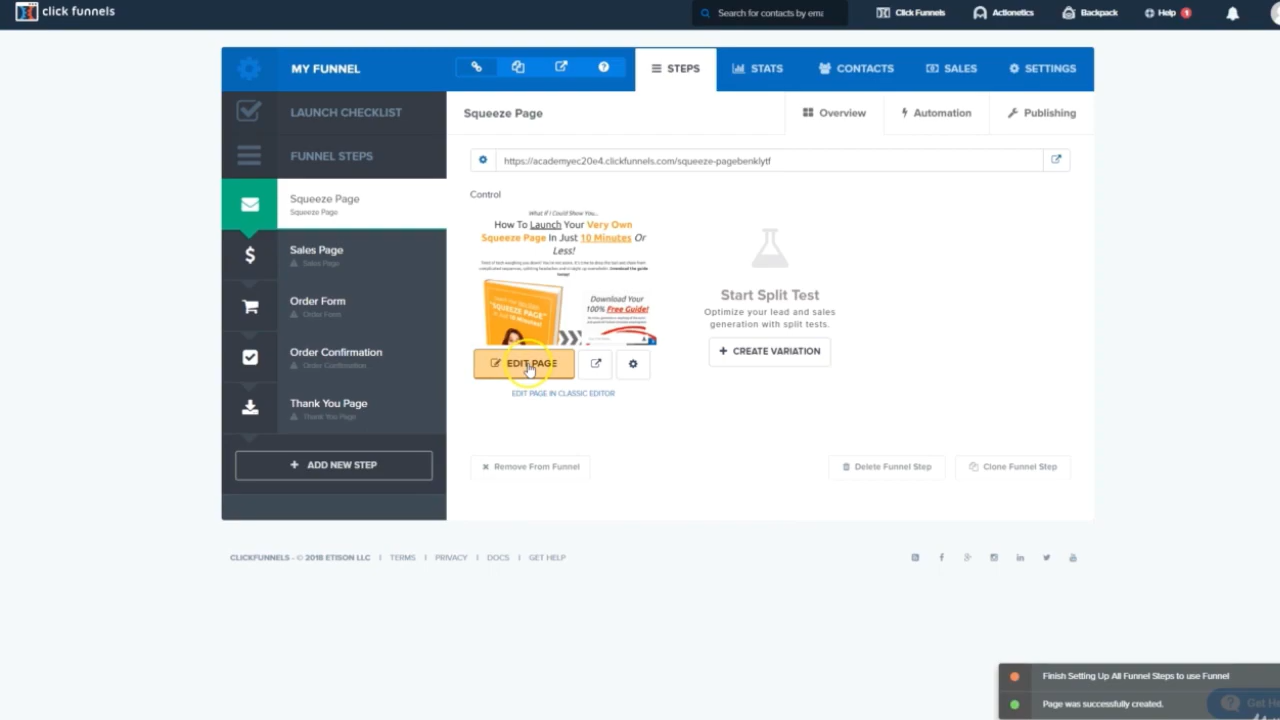 click funnels
Search for contacts by ema
Click Funnels
Actionetics
Backpack
Help 1
MY FUNNEL
STEPS
STATS
CONTACTS
SALES
SETTINGS
LAUNCH CHECKLIST
FUNNEL STEPS
Squeeze Page
Squeeze Page
Sales Page
Sales Page
Order Form
Order Form
Order Confirmation
Order Confirmation
Thank You Page
Thank You Page
ADD NEW STEP
Squeeze Page
Overview
Automation
Publishing
https://academyec20e4.clickfunnels.com/squeeze-pagebenklytf
Control
What If I Could Show You...
How To Launch Your Very Own
Squeeze Page In Just 10 Minutes Or
Less!
"SQUEEZE PAGE"
Download Your
100% Free Guide!
EDIT PAGE
EDIT PAGE IN CLASSIC EDITOR
Start Split Test
Optimize your lead and sales
generation with split tests.
CREATE VARIATION
Remove From Funnel
Delete Funnel Step
Clone Funnel Step
CLICKFUNNELS - © 2018 ETISON LLC | TERMS | PRIVACY | DOCS | GET HELP
Finish Setting Up All Funnel Steps to use Funnel
Page was successfully created.